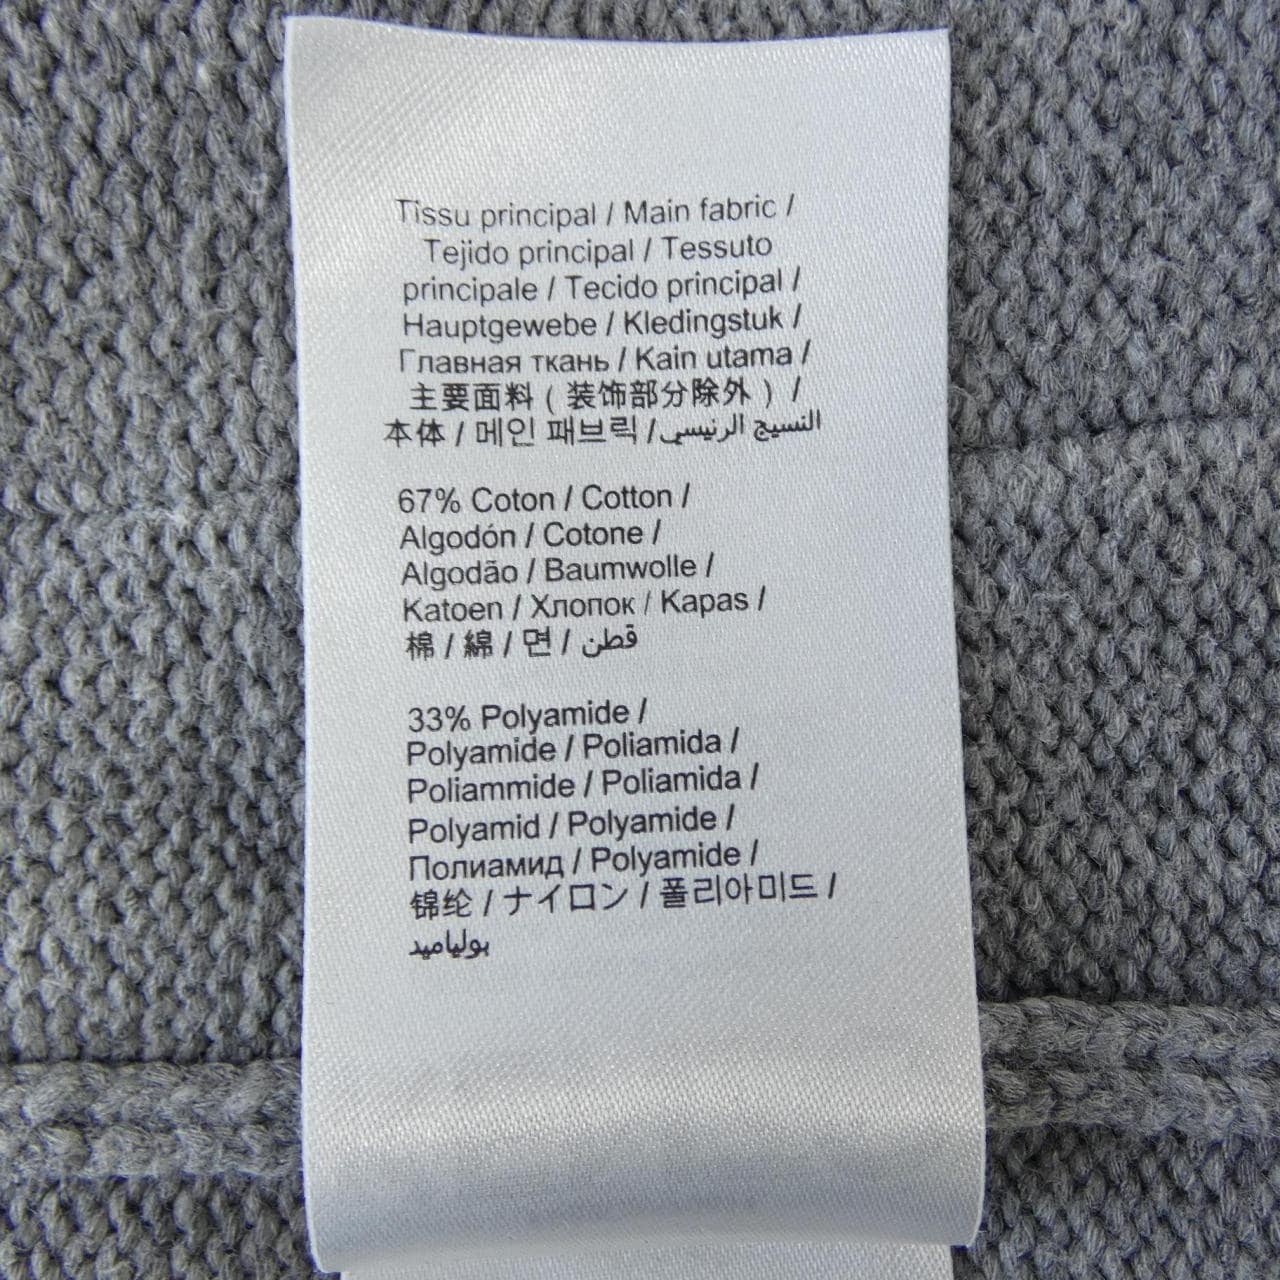 Tissu principal / Main fabric /
Tejido principal / Tessuto
principale / Tecido principal /
Hauptgewebe / Kledingstuk /
Главная ткань / Kain utama /
主要面料 ( 装饰部分除外 ) /
本体 / 메인 패브릭 / النسيج الرئيسي
67% Coton / Cotton /
Algodón / Cotone /
Algodão / Baumwolle /
Katoen / Хлопок / Kapas /
棉 / 綿 / 면 / قطن
33% Polyamide /
Polyamide / Poliamida /
Poliammide / Poliamida /
Polyamid / Polyamide /
Полиамид / Polyamide /
锦纶 / ナイロン / 폴리아미드 /
بولياميد